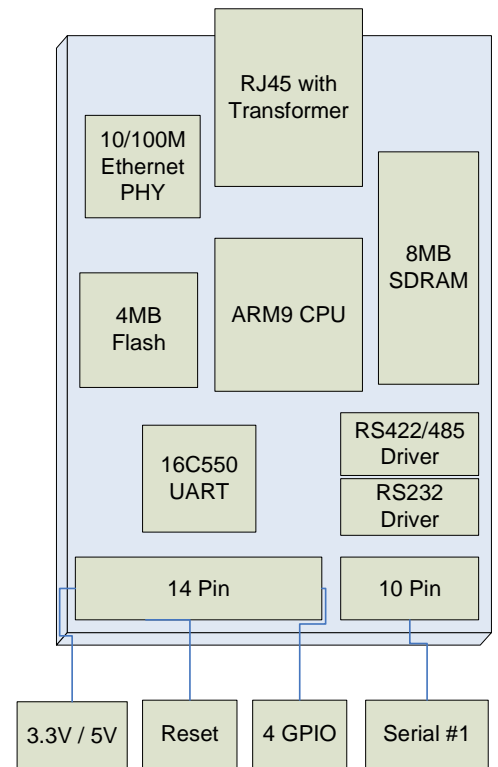 RJ45 with
Transformer
10/100M
Ethernet
PHY
8MB
SDRAM
ARM9 CPU
4MB
Flash
RS422/485
Driver
16C550
UART
RS232
Driver
14 Pin
10 Pin
3.3V / 5V
Reset
4 GPIO
Serial #1